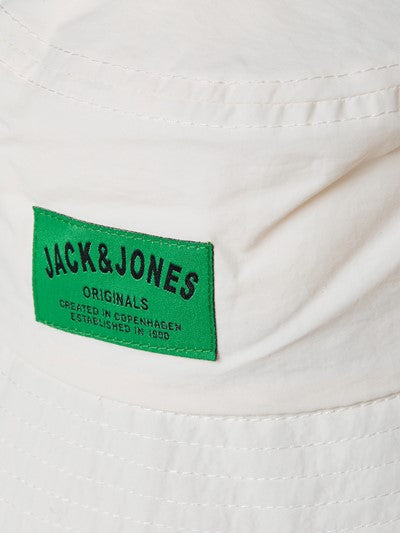 JACK&JONES
ORIGINALS
CREATED IN COPENHAGEN
ESTABLISHED IN 1990